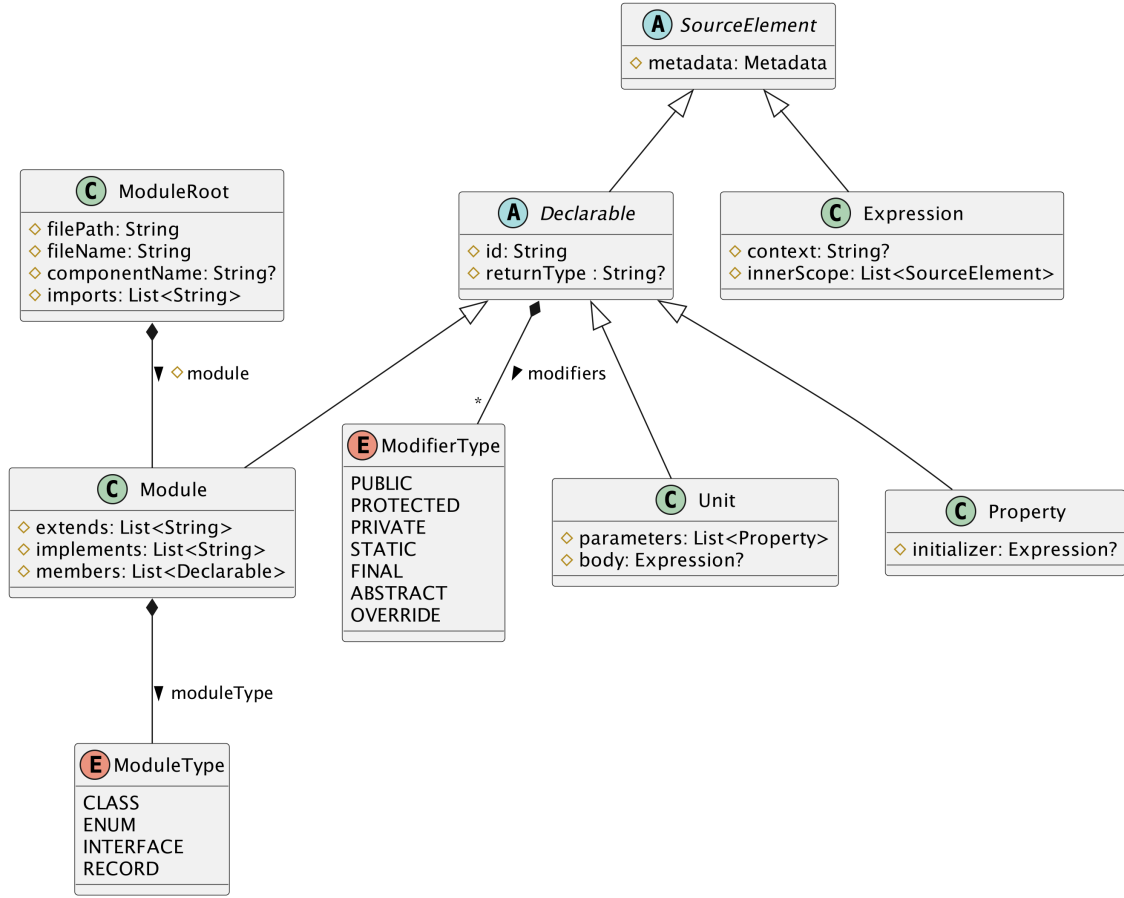 A SourceElement
metadata: Metadata
C ModuleRoot
filePath: String
fileName: String
componentName: String?
imports: List<String>
A Declarable
id: String
returnType : String?
C Expression
context: String?
innerScope: List<SourceElement>
module
modifiers
*
C Module
extends: List<String>
implements: List<String>
members: List<Declarable>
E ModifierType
PUBLIC
PROTECTED
PRIVATE
STATIC
FINAL
ABSTRACT
OVERRIDE
C Unit
parameters: List<Property>
body: Expression?
C Property
initializer: Expression?
moduleType
E ModuleType
CLASS
ENUM
INTERFACE
RECORD